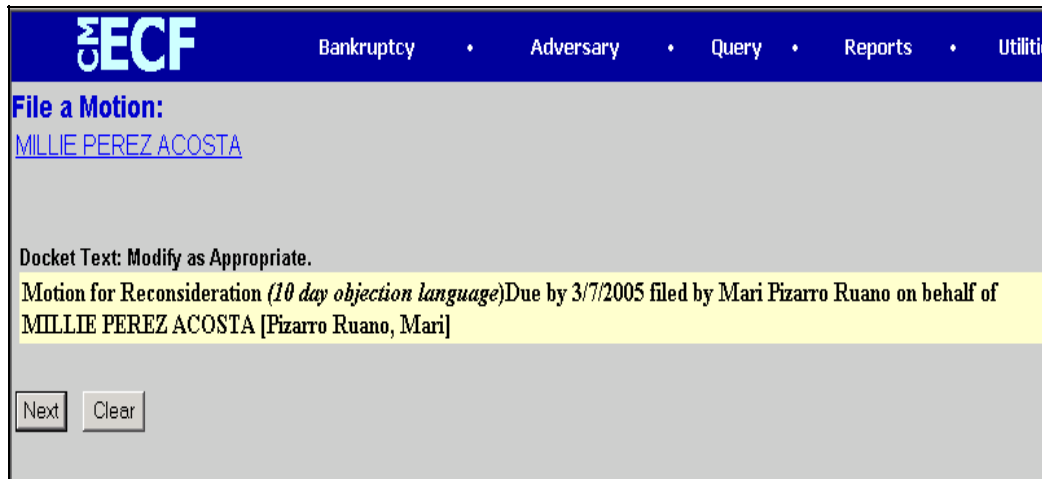 CM ECF Bankruptcy • Adversary • Query • Reports • Utiliti
File a Motion:
MILLIE PEREZ ACOSTA
Docket Text: Modify as Appropriate.
Motion for Reconsideration (10 day objection language)Due by 3/7/2005 filed by Mari Pizarro Ruano on behalf of
MILLIE PEREZ ACOSTA [Pizarro Ruano, Mari]
Next Clear